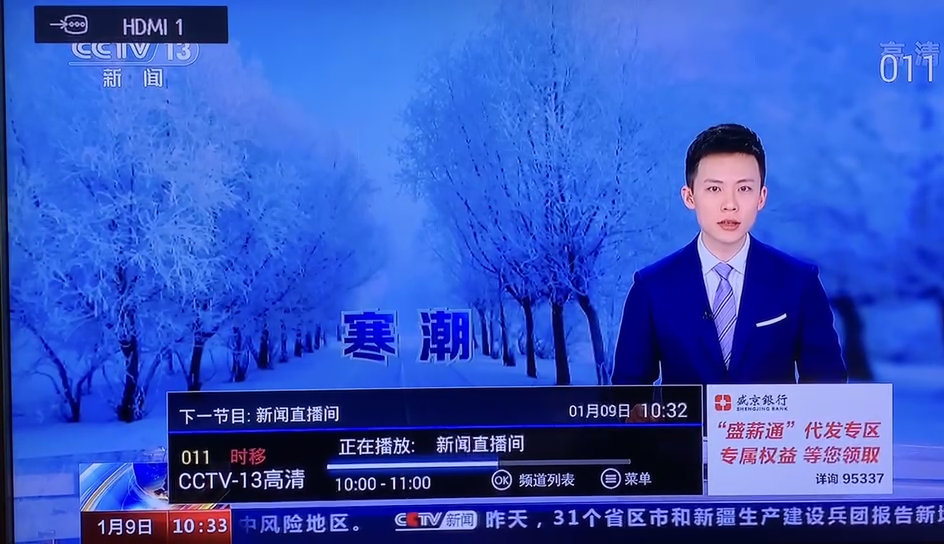 HDMI 1
CCTV 13
新闻
高清
011
寒潮
下一节目: 新闻直播间
01月09日 10:32
011 时移
正在播放: 新闻直播间
CCTV-13高清
10:00 - 11:00
OK 频道列表
菜单
盛京银行
SHENGJING BANK
“盛薪通”代发专区
专属权益 等您领取
详询 95337
1月9日 10:33 中风险地区。 CCTV 新闻 昨天，31个省区市和新疆生产建设兵团报告新